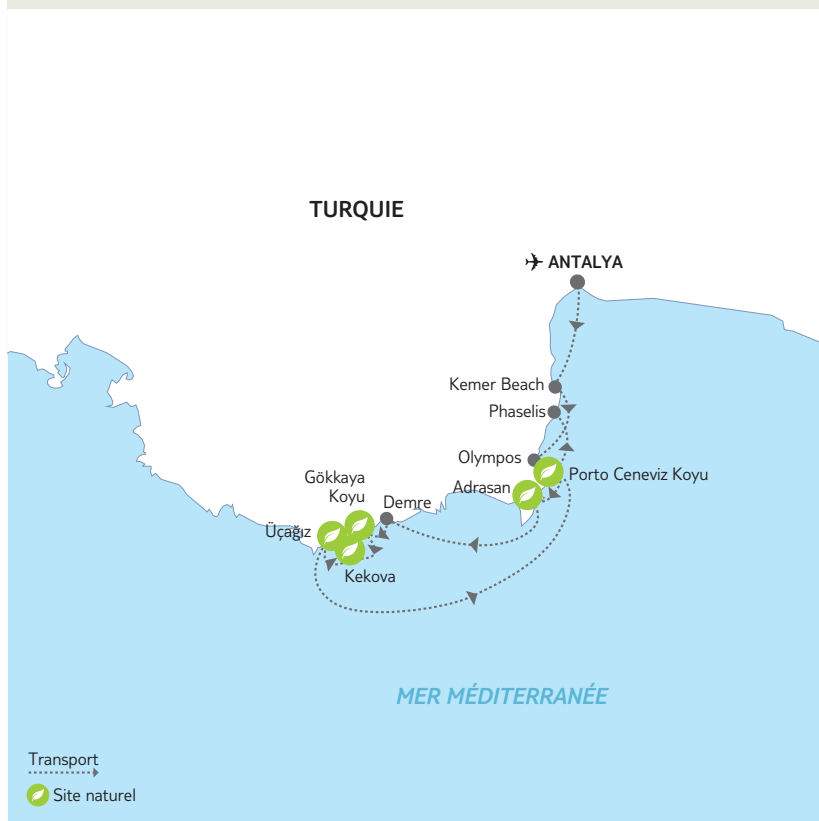 TURQUIE
ANTALYA
Kemer Beach
Phaselis
Olympos
Porto Ceneviz Koyu
Adrasan
Gökkaya
Koyu
Demre
Üçağız
Kekova
MER MÉDITERRANÉE
Transport
Site naturel